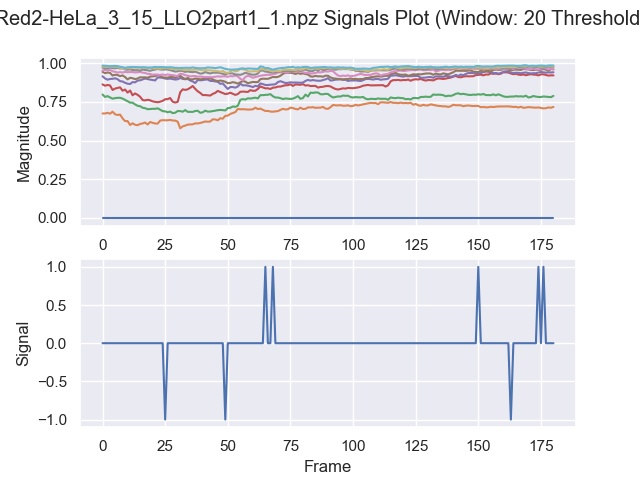 Red2-HeLa_3_15_LLO2part1_1.npz Signals Plot (Window: 20 Threshold
1.00
0.75
0.50
0.25
0.00
Magnitude
0 25 50 75 100 125 150 175
1.0
0.5
0.0
−0.5
−1.0
Signal
0 25 50 75 100 125 150 175
Frame